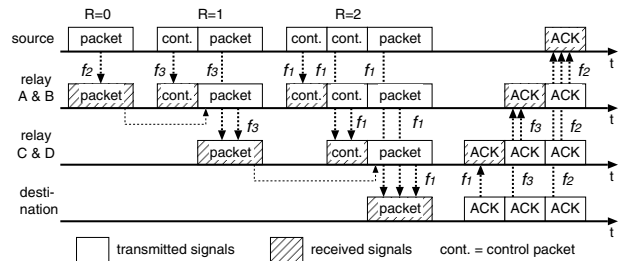 R=0 R=1 R=2
source packet cont. packet cont. cont. packet ACK t
f2 f3 f3 f1 f1 f1 f2
relay A & B packet cont. packet cont. cont. packet ACK ACK t
f3 f1 f1 f3 f2
relay C & D packet cont. packet ACK ACK ACK t
f1 f1 f3 f2
desti-nation packet ACK ACK ACK t
transmitted signals received signals cont. = control packet